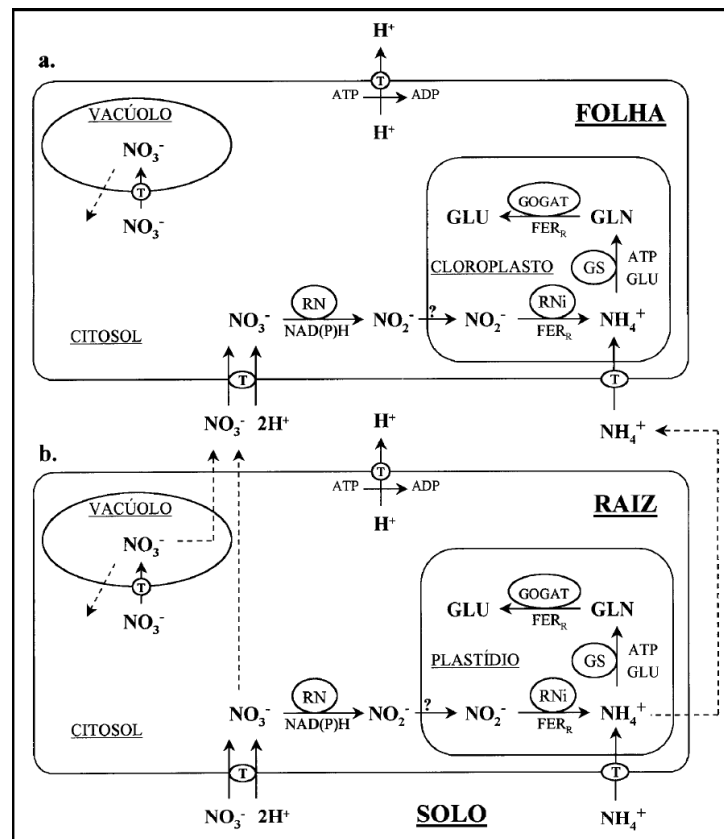 H⁺
a.
T
ATP ADP
H⁺
FOLHA
VACÚOLO
NO₃⁻
T
NO₃⁻
GOGAT
GLU GLN
FER_R
CLOROPLASTO
GS
ATP
GLU
RN
RNi
NO₃⁻ NO₂⁻ ? NO₂⁻ NH₄⁺
NAD(P)H
FER_R
CITOSOL
T
T
NO₃⁻ 2H⁺
NH₄⁺
H⁺
b.
T
ATP ADP
H⁺
RAIZ
VACÚOLO
NO₃⁻
T
NO₃⁻
GOGAT
GLU GLN
FER_R
PLASTÍDIO
GS
ATP
GLU
RN
RNi
NO₃⁻ NO₂⁻ ? NO₂⁻ NH₄⁺
NAD(P)H
FER_R
CITOSOL
T
T
NO₃⁻ 2H⁺
SOLO
NH₄⁺